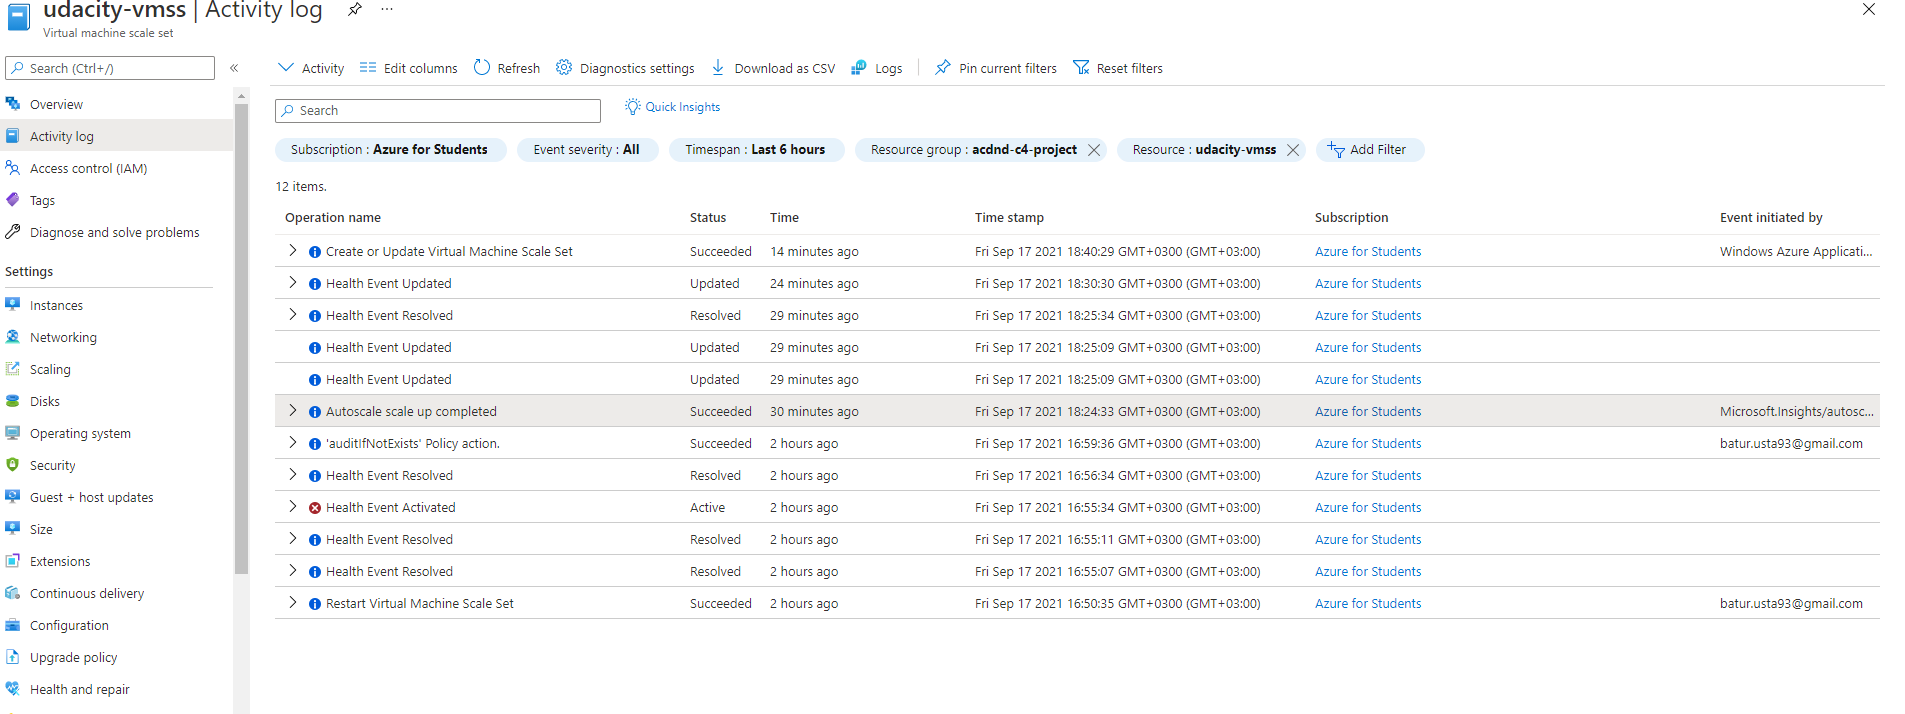 udacity-vmss | Activity log
Virtual machine scale set
Search (Ctrl+/)
Overview
Activity log
Access control (IAM)
Tags
Diagnose and solve problems
Settings
Instances
Networking
Scaling
Disks
Operating system
Security
Guest + host updates
Size
Extensions
Continuous delivery
Configuration
Upgrade policy
Health and repair
Activity Edit columns Refresh Diagnostics settings Download as CSV Logs Pin current filters Reset filters
Search Quick Insights
Subscription : Azure for Students Event severity : All Timespan : Last 6 hours Resource group : acdnd-c4-project Resource : udacity-vmss Add Filter
12 items.
Operation name Status Time Time stamp Subscription Event initiated by
Create or Update Virtual Machine Scale Set Succeeded 14 minutes ago Fri Sep 17 2021 18:40:29 GMT+0300 (GMT+03:00) Azure for Students Windows Azure Applicati...
Health Event Updated Updated 24 minutes ago Fri Sep 17 2021 18:30:30 GMT+0300 (GMT+03:00) Azure for Students
Health Event Resolved Resolved 29 minutes ago Fri Sep 17 2021 18:25:34 GMT+0300 (GMT+03:00) Azure for Students
Health Event Updated Updated 29 minutes ago Fri Sep 17 2021 18:25:09 GMT+0300 (GMT+03:00) Azure for Students
Health Event Updated Updated 29 minutes ago Fri Sep 17 2021 18:25:09 GMT+0300 (GMT+03:00) Azure for Students
Autoscale scale up completed Succeeded 30 minutes ago Fri Sep 17 2021 18:24:33 GMT+0300 (GMT+03:00) Azure for Students Microsoft.Insights/autosc...
'auditIfNotExists' Policy action. Succeeded 2 hours ago Fri Sep 17 2021 16:59:36 GMT+0300 (GMT+03:00) Azure for Students batur.usta93@gmail.com
Health Event Resolved Resolved 2 hours ago Fri Sep 17 2021 16:56:34 GMT+0300 (GMT+03:00) Azure for Students
Health Event Activated Active 2 hours ago Fri Sep 17 2021 16:55:34 GMT+0300 (GMT+03:00) Azure for Students
Health Event Resolved Resolved 2 hours ago Fri Sep 17 2021 16:55:11 GMT+0300 (GMT+03:00) Azure for Students
Health Event Resolved Resolved 2 hours ago Fri Sep 17 2021 16:55:07 GMT+0300 (GMT+03:00) Azure for Students
Restart Virtual Machine Scale Set Succeeded 2 hours ago Fri Sep 17 2021 16:50:35 GMT+0300 (GMT+03:00) Azure for Students batur.usta93@gmail.com